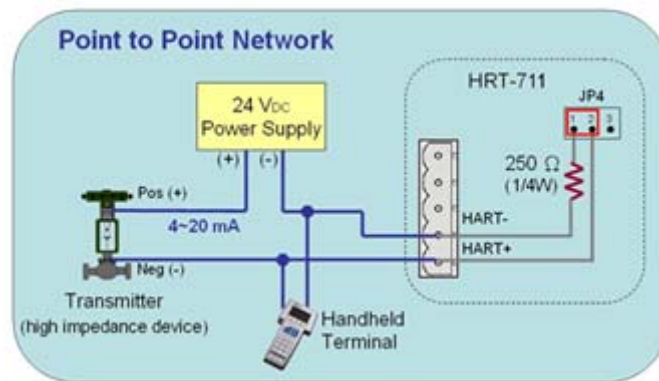 Point to Point Network
24 VDC
Power Supply
(+) (-)
HRT-711
JP4
1 2 3
250 Ω
(1/4W)
Pos (+)
4~20 mA
HART-
HART+
Neg (-)
Transmitter
(high impedance device)
Handheld
Terminal